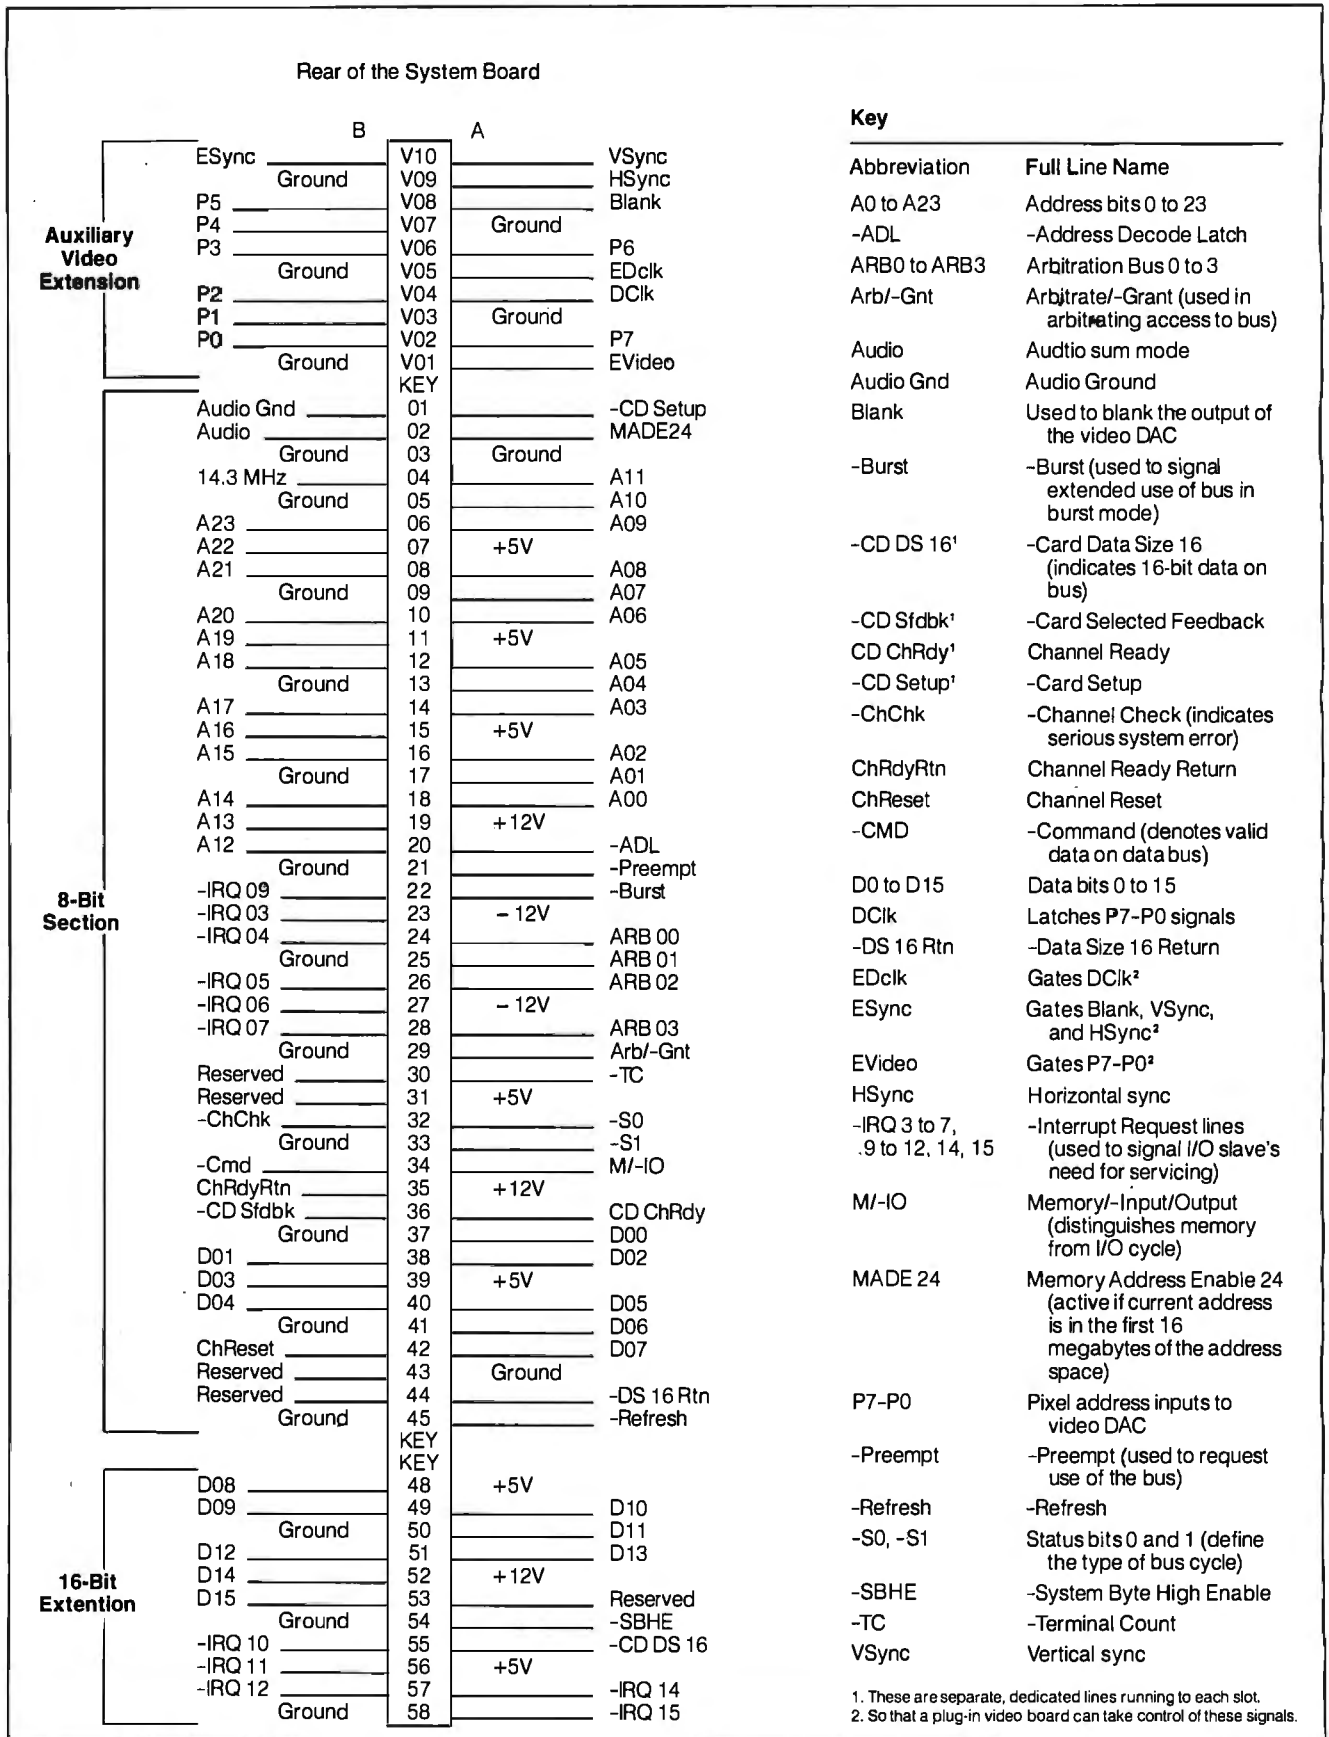 Rear of the System Board
B A
ESync V10 VSync
Ground V09 HSync
P5 V08 Blank
P4 V07 Ground
P3 V06 P6
Ground V05 EDclk
P2 V04 DClk
P1 V03 Ground
P0 V02 P7
Ground V01 EVideo
KEY
Auxiliary
Video
Extension
Audio Gnd 01 -CD Setup
Audio 02 MADE24
Ground 03 Ground
14.3 MHz 04 A11
Ground 05 A10
A23 06 A09
A22 07 +5V
A21 08 A08
Ground 09 A07
A20 10 A06
A19 11 +5V
A18 12 A05
Ground 13 A04
A17 14 A03
A16 15 +5V
A15 16 A02
Ground 17 A01
A14 18 A00
A13 19 +12V
A12 20 -ADL
Ground 21 -Preempt
-IRQ 09 22 -Burst
-IRQ 03 23 -12V
-IRQ 04 24 ARB 00
Ground 25 ARB 01
-IRQ 05 26 ARB 02
-IRQ 06 27 -12V
-IRQ 07 28 ARB 03
Ground 29 Arb/-Gnt
Reserved 30 -TC
Reserved 31 +5V
-ChChk 32 -S0
Ground 33 -S1
-Cmd 34 M/-IO
ChRdyRtn 35 +12V
-CD Sfdbk 36 CD ChRdy
Ground 37 D00
D01 38 D02
D03 39 +5V
D04 40 D05
Ground 41 D06
ChReset 42 D07
Reserved 43 Ground
Reserved 44 -DS 16 Rtn
Ground 45 -Refresh
KEY
8-Bit
Section
KEY
D08 48 +5V
D09 49 D10
Ground 50 D11
D12 51 D13
D14 52 +12V
D15 53 Reserved
Ground 54 -SBHE
-IRQ 10 55 -CD DS 16
-IRQ 11 56 +5V
-IRQ 12 57 -IRQ 14
Ground 58 -IRQ 15
16-Bit
Extention
Key
Abbreviation Full Line Name
A0 to A23 Address bits 0 to 23
-ADL -Address Decode Latch
ARB0 to ARB3 Arbitration Bus 0 to 3
Arb/-Gnt Arbitrate/-Grant (used in
arbitrating access to bus)
Audio Audtio sum mode
Audio Gnd Audio Ground
Blank Used to blank the output of
the video DAC
-Burst -Burst (used to signal
extended use of bus in
burst mode)
-CD DS 16¹ -Card Data Size 16
(indicates 16-bit data on
bus)
-CD Sfdbk¹ -Card Selected Feedback
CD ChRdy¹ Channel Ready
-CD Setup¹ -Card Setup
-ChChk -Channel Check (indicates
serious system error)
ChRdyRtn Channel Ready Return
ChReset Channel Reset
-CMD -Command (denotes valid
data on data bus)
D0 to D15 Data bits 0 to 15
DClk Latches P7-P0 signals
-DS 16 Rtn -Data Size 16 Return
EDclk Gates DClk²
ESync Gates Blank, VSync,
and HSync²
EVideo Gates P7-P0²
HSync Horizontal sync
-IRQ 3 to 7, -Interrupt Request lines
9 to 12, 14, 15 (used to signal I/O slave's
need for servicing)
M/-IO Memory/-Input/Output
(distinguishes memory
from I/O cycle)
MADE 24 Memory Address Enable 24
(active if current address
is in the first 16
megabytes of the address
space)
P7-P0 Pixel address inputs to
video DAC
-Preempt -Preempt (used to request
use of the bus)
-Refresh -Refresh
-S0, -S1 Status bits 0 and 1 (define
the type of bus cycle)
-SBHE -System Byte High Enable
-TC -Terminal Count
VSync Vertical sync
1. These are separate, dedicated lines running to each slot.
2. So that a plug-in video board can take control of these signals.